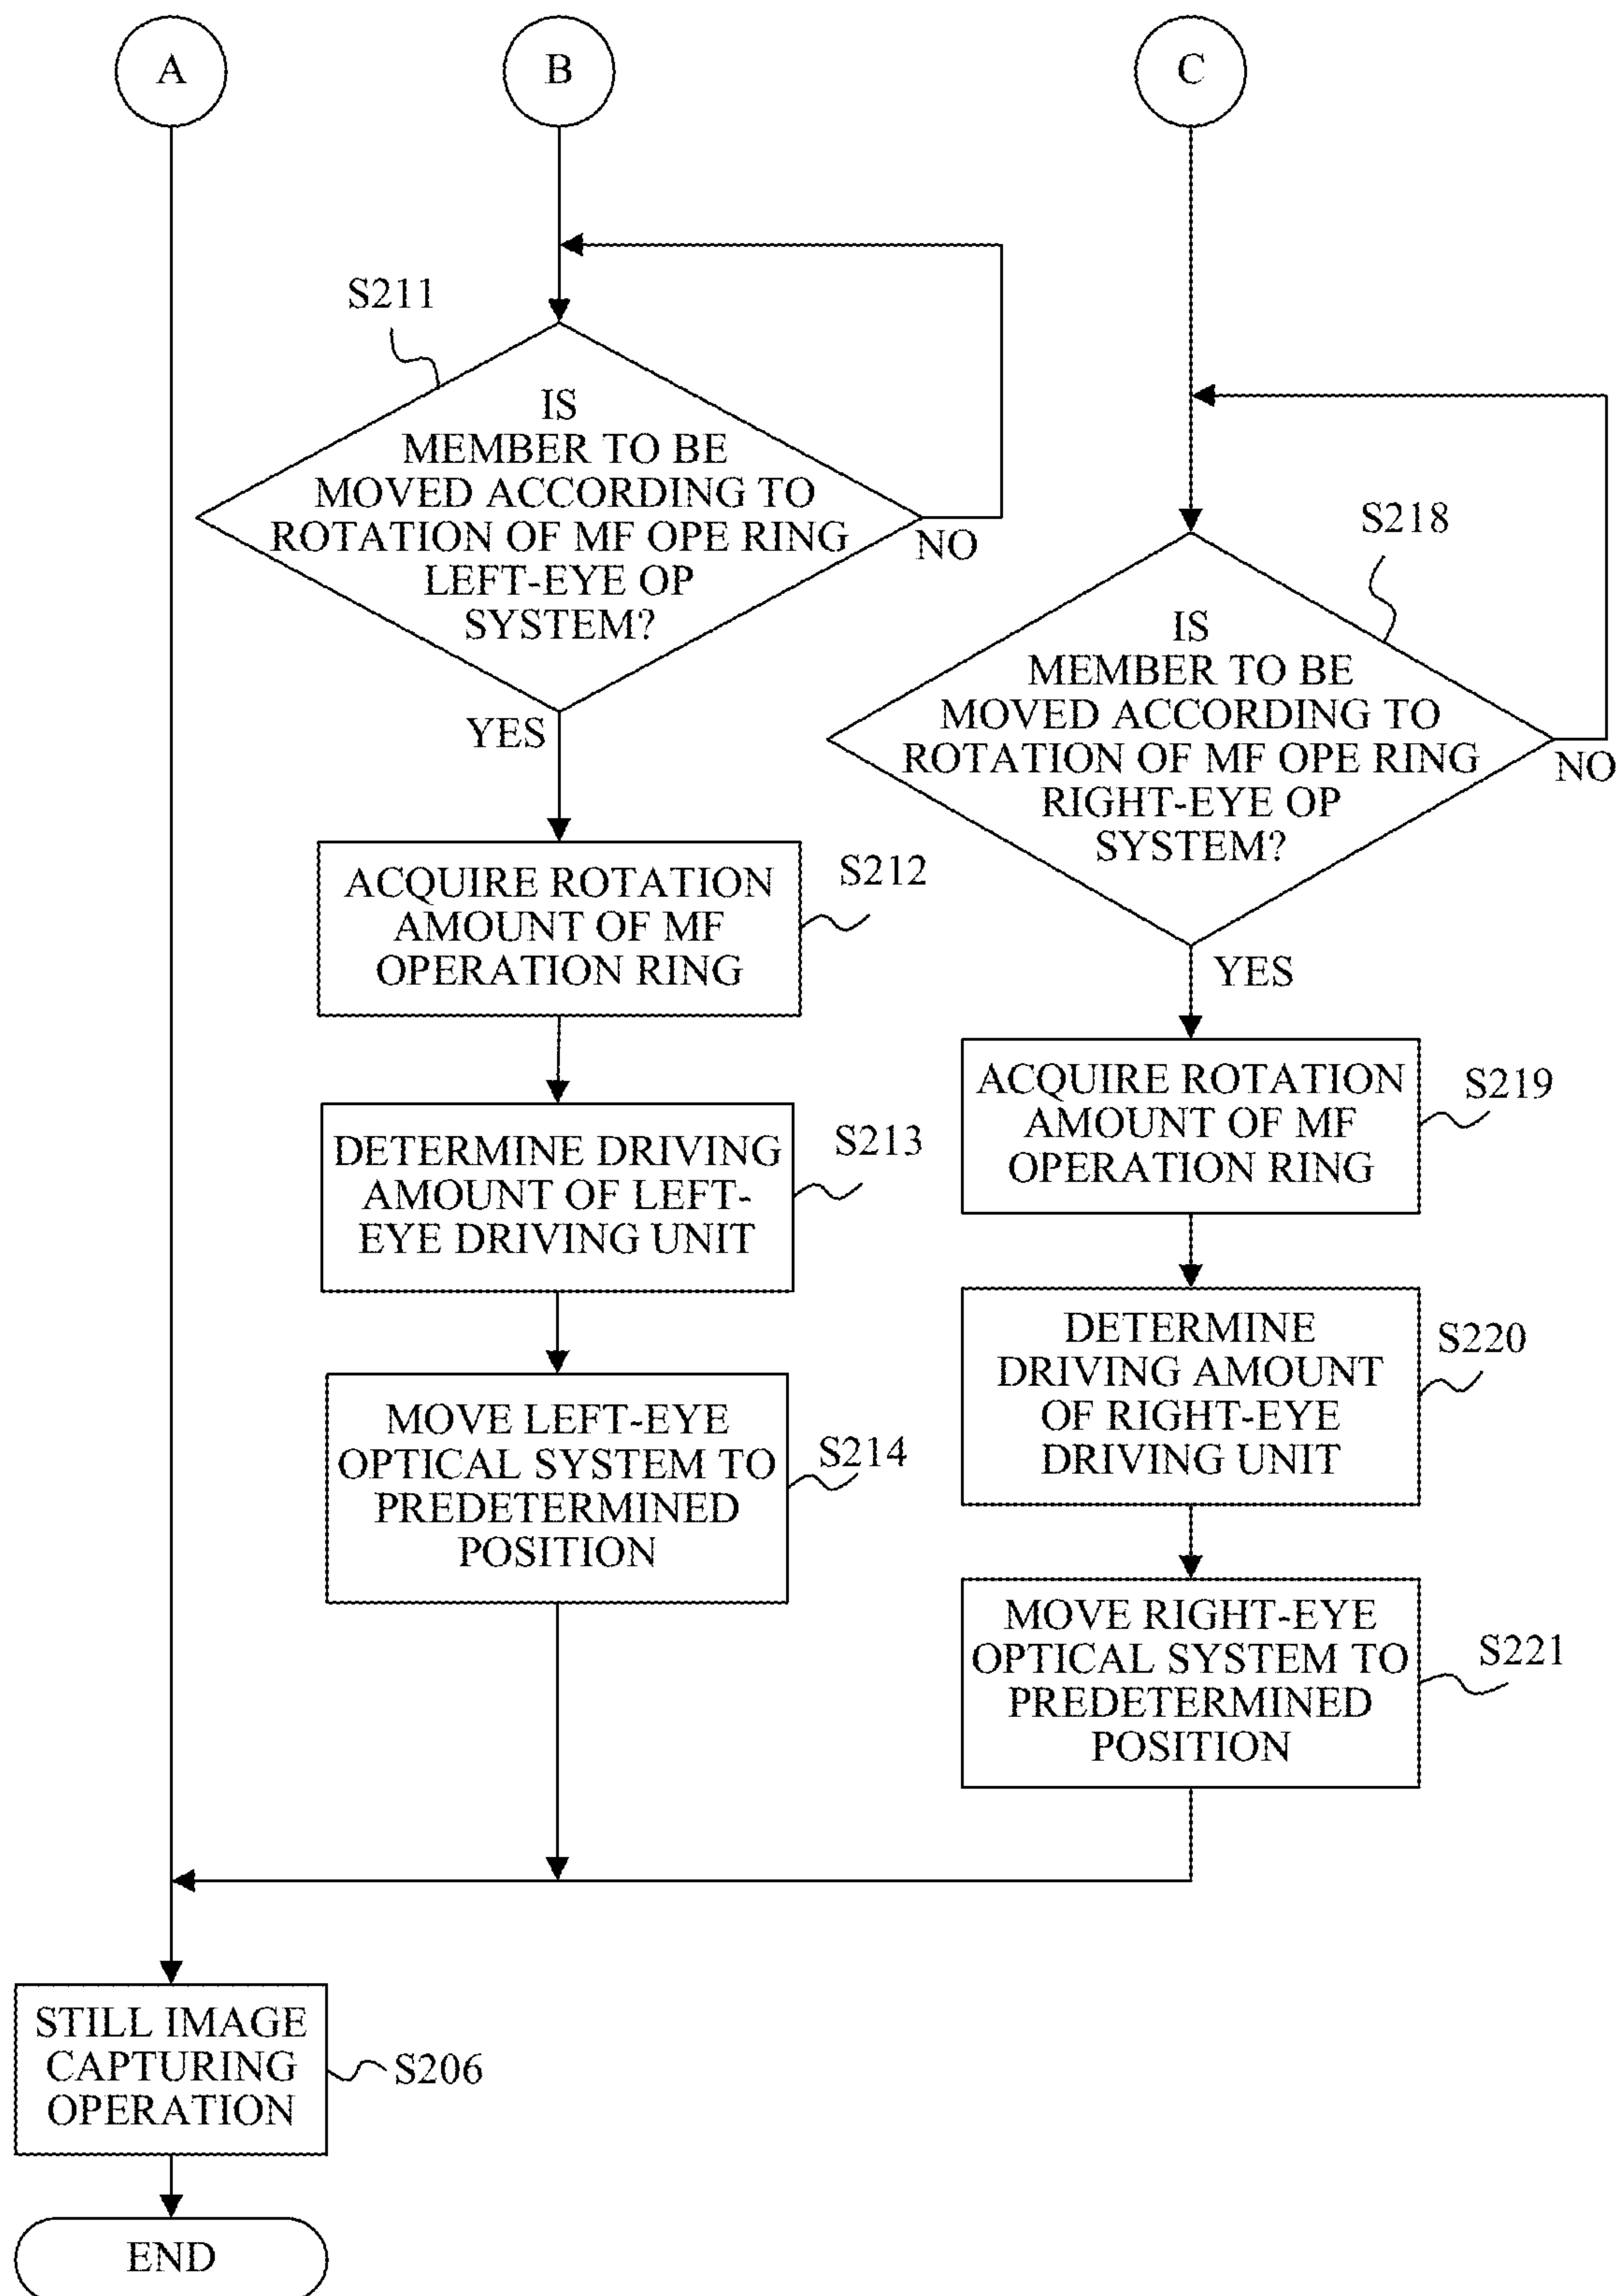 A
B
C
S211
IS
MEMBER TO BE
MOVED ACCORDING TO
ROTATION OF MF OPE RING
LEFT-EYE OP
SYSTEM?
NO
YES
S212
ACQUIRE ROTATION
AMOUNT OF MF
OPERATION RING
S213
DETERMINE DRIVING
AMOUNT OF LEFT-
EYE DRIVING UNIT
S214
MOVE LEFT-EYE
OPTICAL SYSTEM TO
PREDETERMINED
POSITION
S218
IS
MEMBER TO BE
MOVED ACCORDING TO
ROTATION OF MF OPE RING
RIGHT-EYE OP
SYSTEM?
NO
YES
S219
ACQUIRE ROTATION
AMOUNT OF MF
OPERATION RING
S220
DETERMINE
DRIVING AMOUNT
OF RIGHT-EYE
DRIVING UNIT
S221
MOVE RIGHT-EYE
OPTICAL SYSTEM TO
PREDETERMINED
POSITION
STILL IMAGE
CAPTURING
OPERATION
S206
END